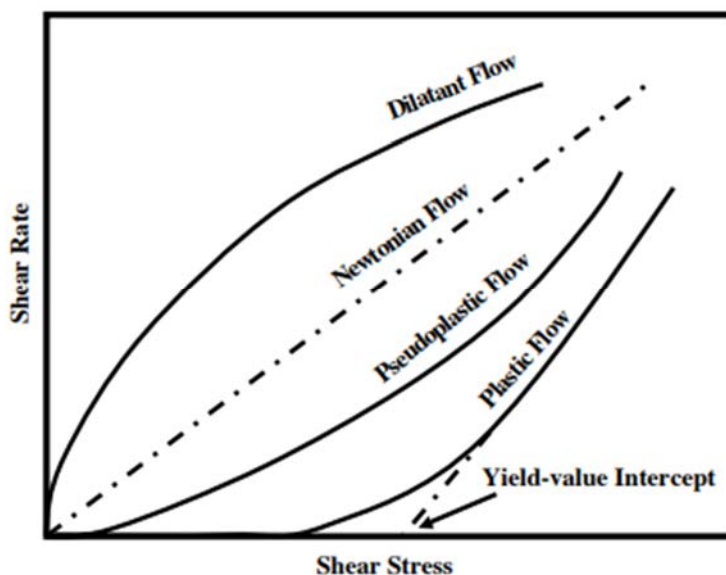 Dilatant Flow
Newtonian Flow
Pseudoplastic Flow
Plastic Flow
Yield-value Intercept
Shear Rate
Shear Stress